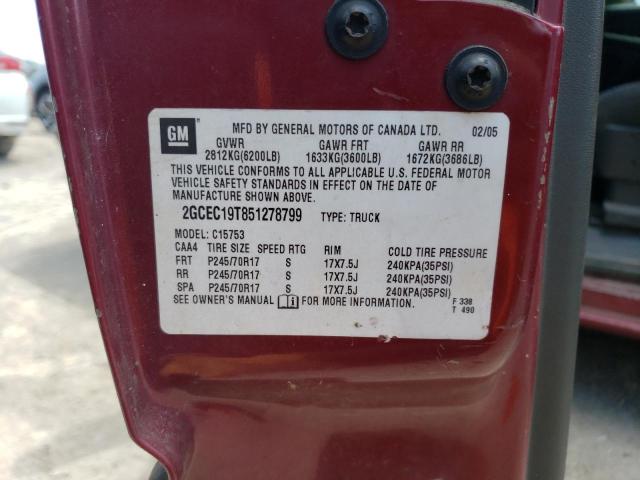 GM
MFD BY GENERAL MOTORS OF CANADA LTD. 02/05
GVWR GAWR FRT GAWR RR
2812KG(6200LB) 1633KG(3600LB) 1672KG(3686LB)
THIS VEHICLE CONFORMS TO ALL APPLICABLE U.S. FEDERAL MOTOR
VEHICLE SAFETY STANDARDS IN EFFECT ON THE DATE OF
MANUFACTURE SHOWN ABOVE.
2GCEC19T851278799 TYPE: TRUCK
MODEL: C15753
CAA4 TIRE SIZE SPEED RTG RIM COLD TIRE PRESSURE
FRT P245/70R17 S 17X7.5J 240KPA(35PSI)
RR P245/70R17 S 17X7.5J 240KPA(35PSI)
SPA P245/70R17 S 17X7.5J 240KPA(35PSI)
SEE OWNER'S MANUAL FOR MORE INFORMATION. F 338
T 490